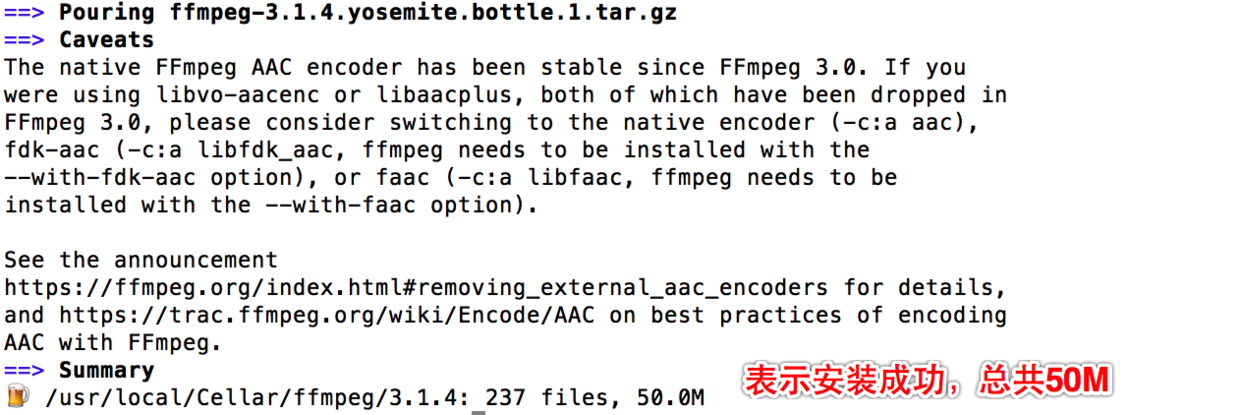 ==> Pouring ffmpeg-3.1.4.yosemite.bottle.1.tar.gz
==> Caveats
The native FFmpeg AAC encoder has been stable since FFmpeg 3.0. If you
were using libvo-aacenc or libaacplus, both of which have been dropped in
FFmpeg 3.0, please consider switching to the native encoder (-c:a aac),
fdk-aac (-c:a libfdk_aac, ffmpeg needs to be installed with the
--with-fdk-aac option), or faac (-c:a libfaac, ffmpeg needs to be
installed with the --with-faac option).
See the announcement
https://ffmpeg.org/index.html#removing_external_aac_encoders for details,
and https://trac.ffmpeg.org/wiki/Encode/AAC on best practices of encoding
AAC with FFmpeg.
==> Summary
🍺 /usr/local/Cellar/ffmpeg/3.1.4: 237 files, 50.0M
表示安装成功，总共50M